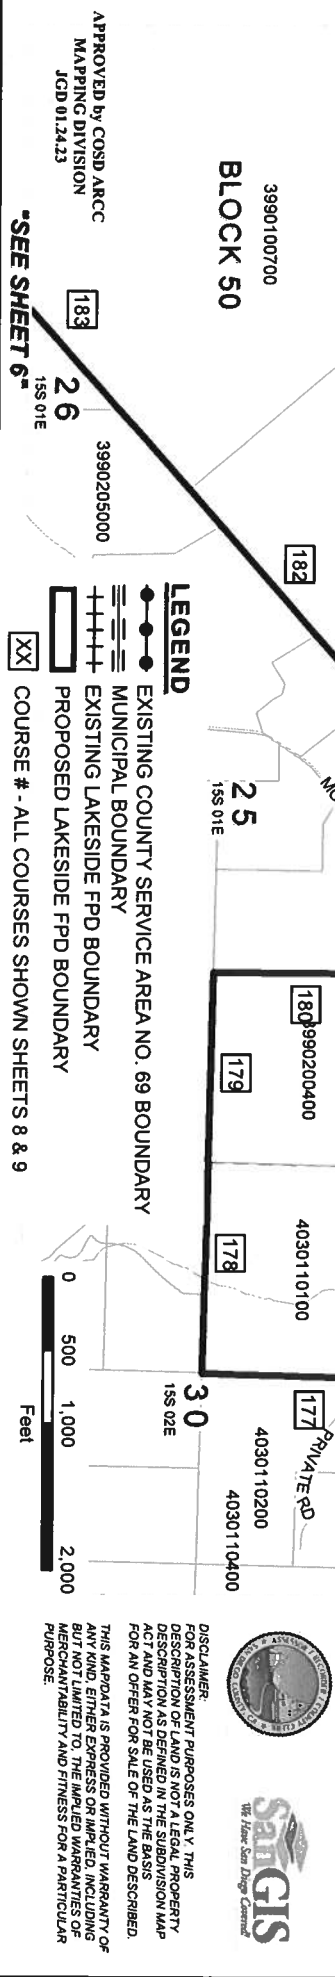 3990100700
BLOCK 50
APPROVED by COSD ARCC
MAPPING DIVISION
JGD 01.24.23
183
"SEE SHEET 6"
26
15S 01E
3990205000
182
25
15S 01E
180
3990200400
179
178
4030110100
177
PRIVATE RD
4030110200
4030110400
30
15S 02E
LEGEND
EXISTING COUNTY SERVICE AREA NO. 69 BOUNDARY
MUNICIPAL BOUNDARY
EXISTING LAKESIDE FPD BOUNDARY
PROPOSED LAKESIDE FPD BOUNDARY
XX COURSE # - ALL COURSES SHOWN SHEETS 8 & 9
0 500 1,000 2,000
Feet
SanGIS
We Have San Diego Covered!
DISCLAIMER:
FOR ASSESSMENT PURPOSES ONLY. THIS
DESCRIPTION OF LAND IS NOT A LEGAL PROPERTY
DESCRIPTION AS DEFINED IN THE SUBDIVISION MAP
ACT AND MAY NOT BE USED AS THE BASIS
FOR AN OFFER FOR SALE OF THE LAND DESCRIBED.
THIS MAP/DATA IS PROVIDED WITHOUT WARRANTY OF
ANY KIND, EITHER EXPRESS OR IMPLIED, INCLUDING
BUT NOT LIMITED TO, THE IMPLIED WARRANTIES OF
MERCHANTABILITY AND FITNESS FOR A PARTICULAR
PURPOSE.